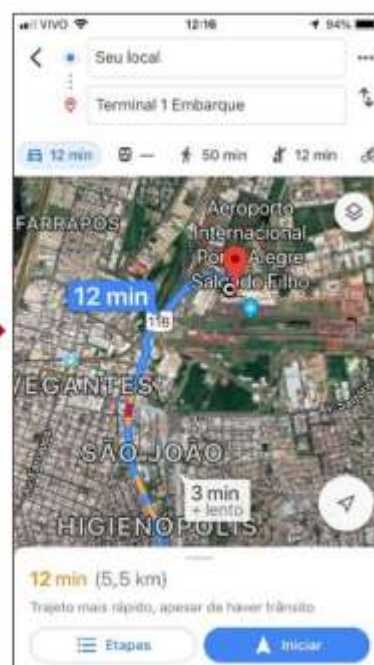 VIVO 12:16 94%
Seu local
Terminal 1 Embarque
12 min — 50 min 12 min
FARRAPOS
Aeroporto
Internacional
Porto Alegre
Salgado Filho
12 min
116
VEGANTES
SÃO JOÃO
3 min
+ lento
HIGIENÓPOLIS
12 min (5,5 km)
Trajeto mais rápido, apesar de haver trânsito
Etapas Iniciar